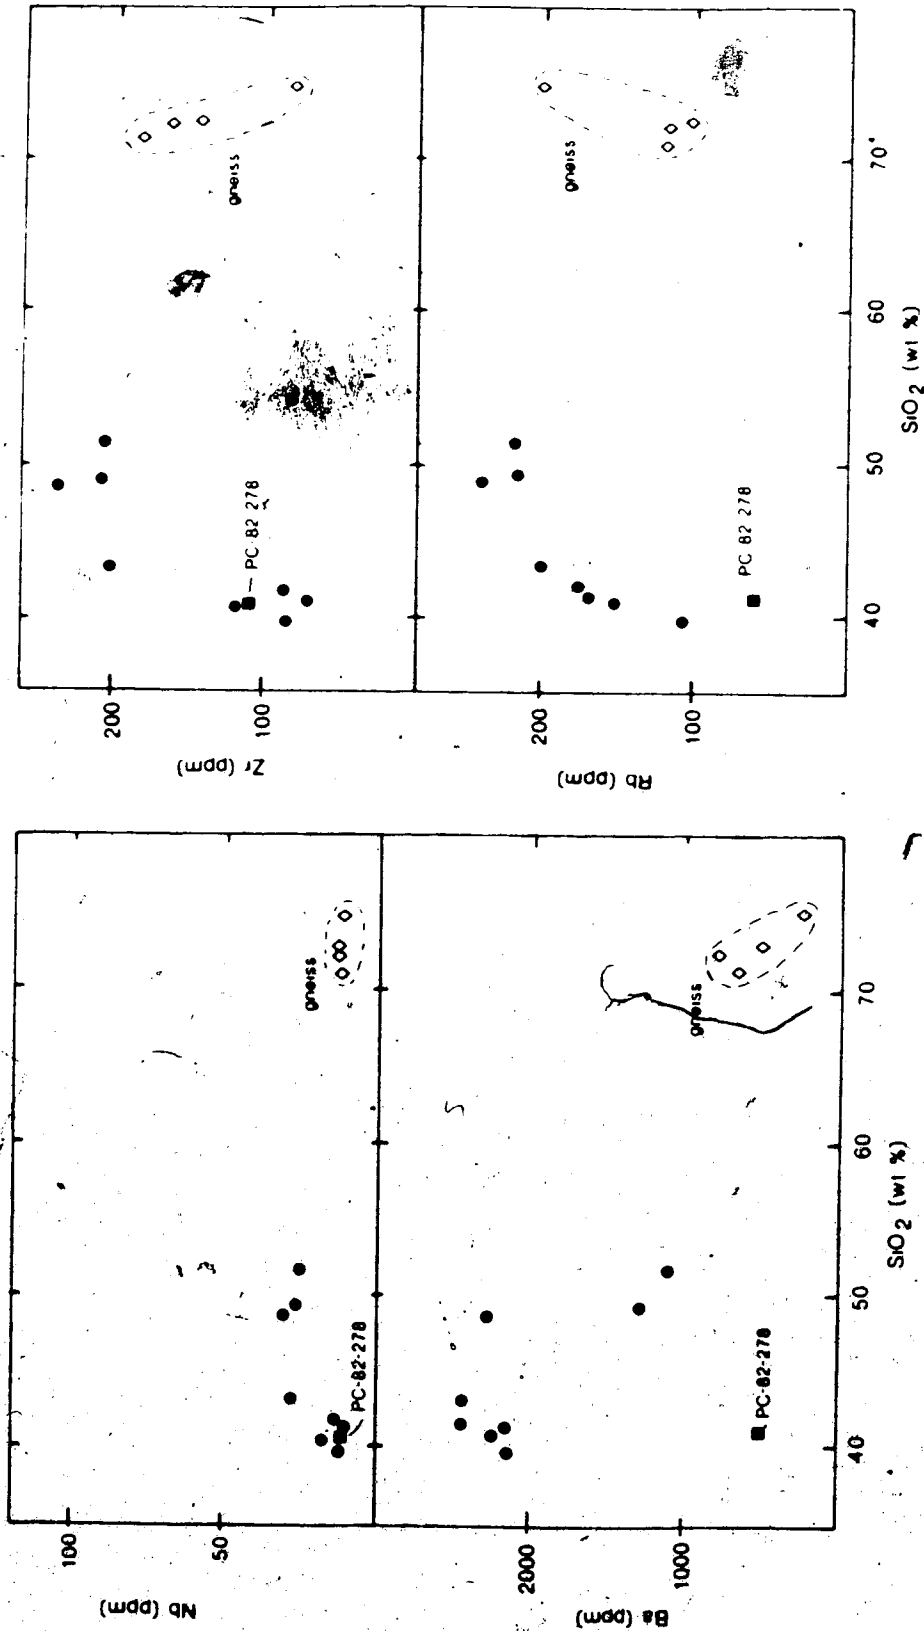 Nb (ppm)
100
50
gneiss
PC-82-278
Ba (ppm)
2000
1000
gneiss
PC-82-278
40
50
60
70
SiO2 (wt %)
Zr (ppm)
200
100
gneiss
PC-82 278
Rb (ppm)
200
100
gneiss
PC 82 278
40
50
60
70
SiO2 (wt %)